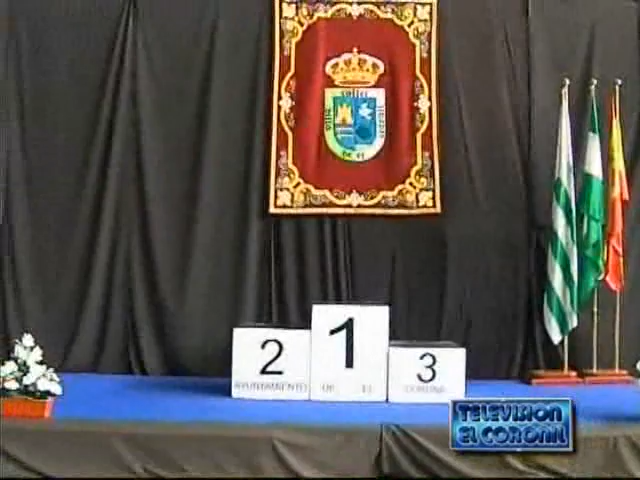 2
1
3
AYUNTAMIENTO DE EL CORONIL
TELEVISION
EL CORONIL